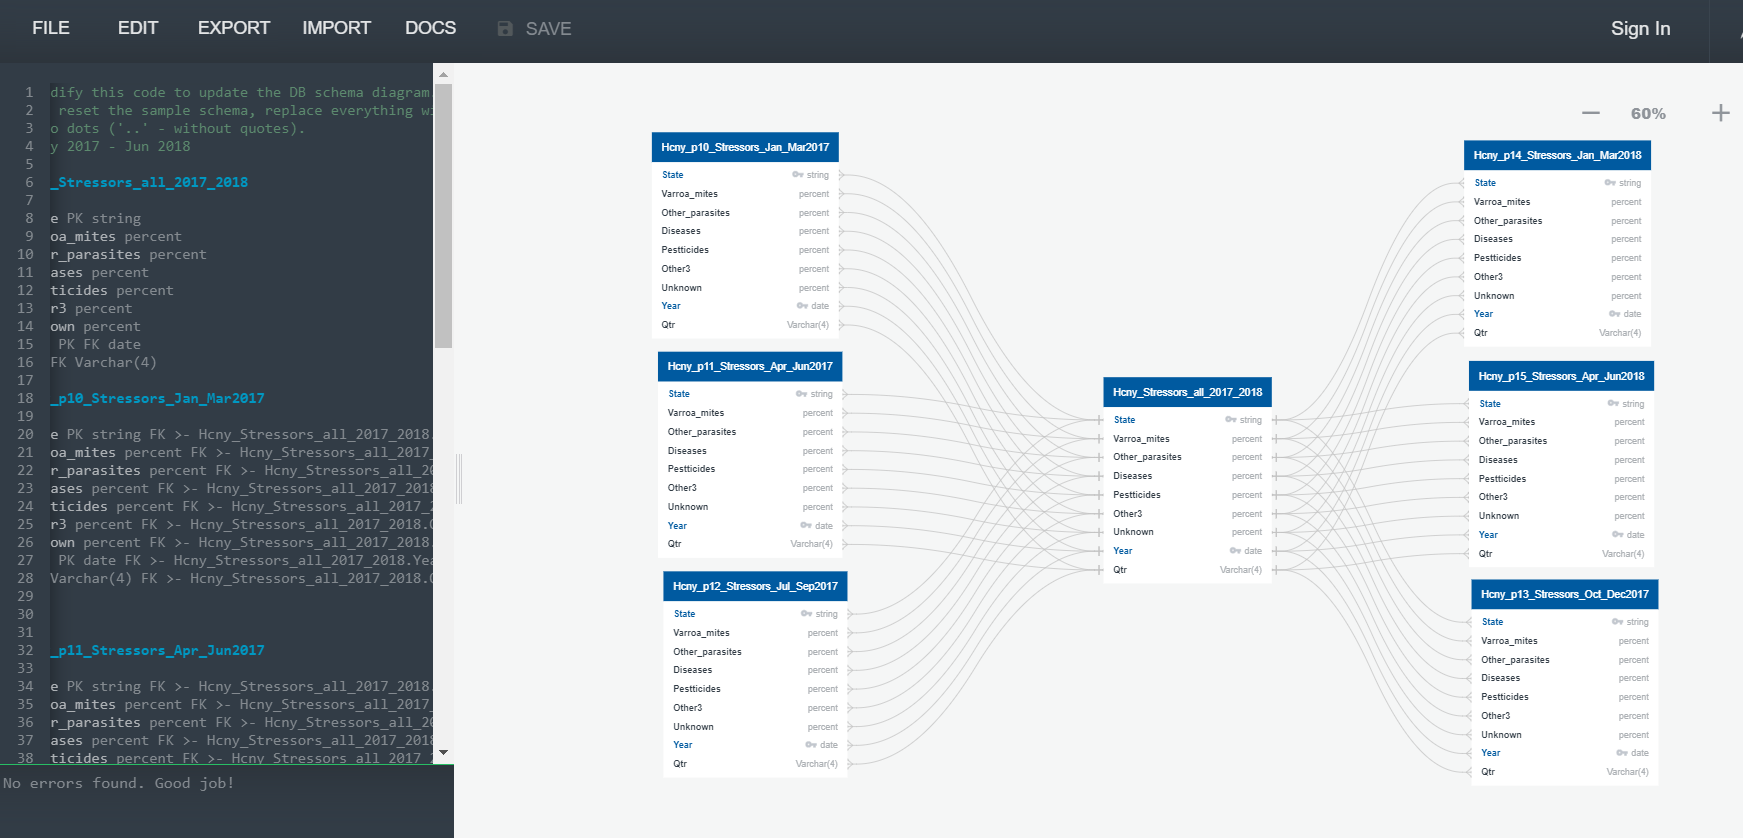 FILE EDIT EXPORT IMPORT DOCS SAVE Sign In
1 dify this code to update the DB schema diagram.
2 reset the sample schema, replace everything wi
3 o dots ('..' - without quotes).
4 y 2017 - Jun 2018
5
6 _Stressors_all_2017_2018
7
8 e PK string
9 oa_mites percent
10 r_parasites percent
11 ases percent
12 ticides percent
13 r3 percent
14 own percent
15 PK FK date
16 FK Varchar(4)
17
18 _p10_Stressors_Jan_Mar2017
19
20 e PK string FK >- Hcny_Stressors_all_2017_2018.
21 oa_mites percent FK >- Hcny_Stressors_all_2017_
22 r_parasites percent FK >- Hcny_Stressors_all_20
23 ases percent FK >- Hcny_Stressors_all_2017_2018
24 ticides percent FK >- Hcny_Stressors_all_2017_2
25 r3 percent FK >- Hcny_Stressors_all_2017_2018.O
26 own percent FK >- Hcny_Stressors_all_2017_2018.
27 PK date FK >- Hcny_Stressors_all_2017_2018.Yea
28 Varchar(4) FK >- Hcny_Stressors_all_2017_2018.Q
29
30
31
32 _p11_Stressors_Apr_Jun2017
33
34 e PK string FK >- Hcny_Stressors_all_2017_2018.
35 oa_mites percent FK >- Hcny_Stressors_all_2017_
36 r_parasites percent FK >- Hcny_Stressors_all_20
37 ases percent FK >- Hcny_Stressors_all_2017_2018
38 ticides percent FK >- Hcny_Stressors_all_2017_2
No errors found. Good job!
60%
Hcny_p10_Stressors_Jan_Mar2017
State string
Varroa_mites percent
Other_parasites percent
Diseases percent
Pestticides percent
Other3 percent
Unknown percent
Year date
Qtr Varchar(4)
Hcny_p11_Stressors_Apr_Jun2017
State string
Varroa_mites percent
Other_parasites percent
Diseases percent
Pestticides percent
Other3 percent
Unknown percent
Year date
Qtr Varchar(4)
Hcny_p12_Stressors_Jul_Sep2017
State string
Varroa_mites percent
Other_parasites percent
Diseases percent
Pestticides percent
Other3 percent
Unknown percent
Year date
Qtr Varchar(4)
Hcny_Stressors_all_2017_2018
State string
Varroa_mites percent
Other_parasites percent
Diseases percent
Pestticides percent
Other3 percent
Unknown percent
Year date
Qtr Varchar(4)
Hcny_p14_Stressors_Jan_Mar2018
State string
Varroa_mites percent
Other_parasites percent
Diseases percent
Pestticides percent
Other3 percent
Unknown percent
Year date
Qtr Varchar(4)
Hcny_p15_Stressors_Apr_Jun2018
State string
Varroa_mites percent
Other_parasites percent
Diseases percent
Pestticides percent
Other3 percent
Unknown percent
Year date
Qtr Varchar(4)
Hcny_p13_Stressors_Oct_Dec2017
State string
Varroa_mites percent
Other_parasites percent
Diseases percent
Pestticides percent
Other3 percent
Unknown percent
Year date
Qtr Varchar(4)